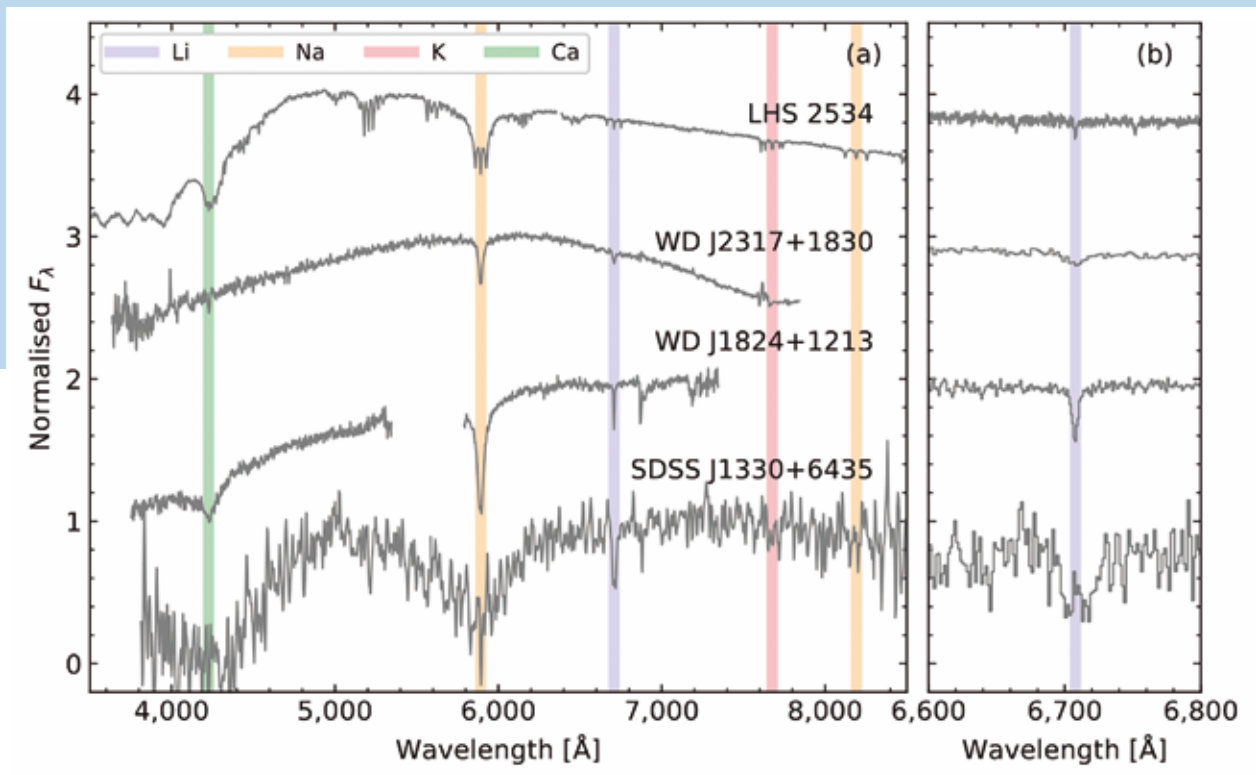 Li Na K Ca (a) (b)
4 LHS 2534
3 WD J2317+1830
WD J1824+1213
2
SDSS J1330+6435
1
0
Normalised Fλ
4,000 5,000 6,000 7,000 8,000 6,600 6,700 6,800
Wavelength [Å] Wavelength [Å]